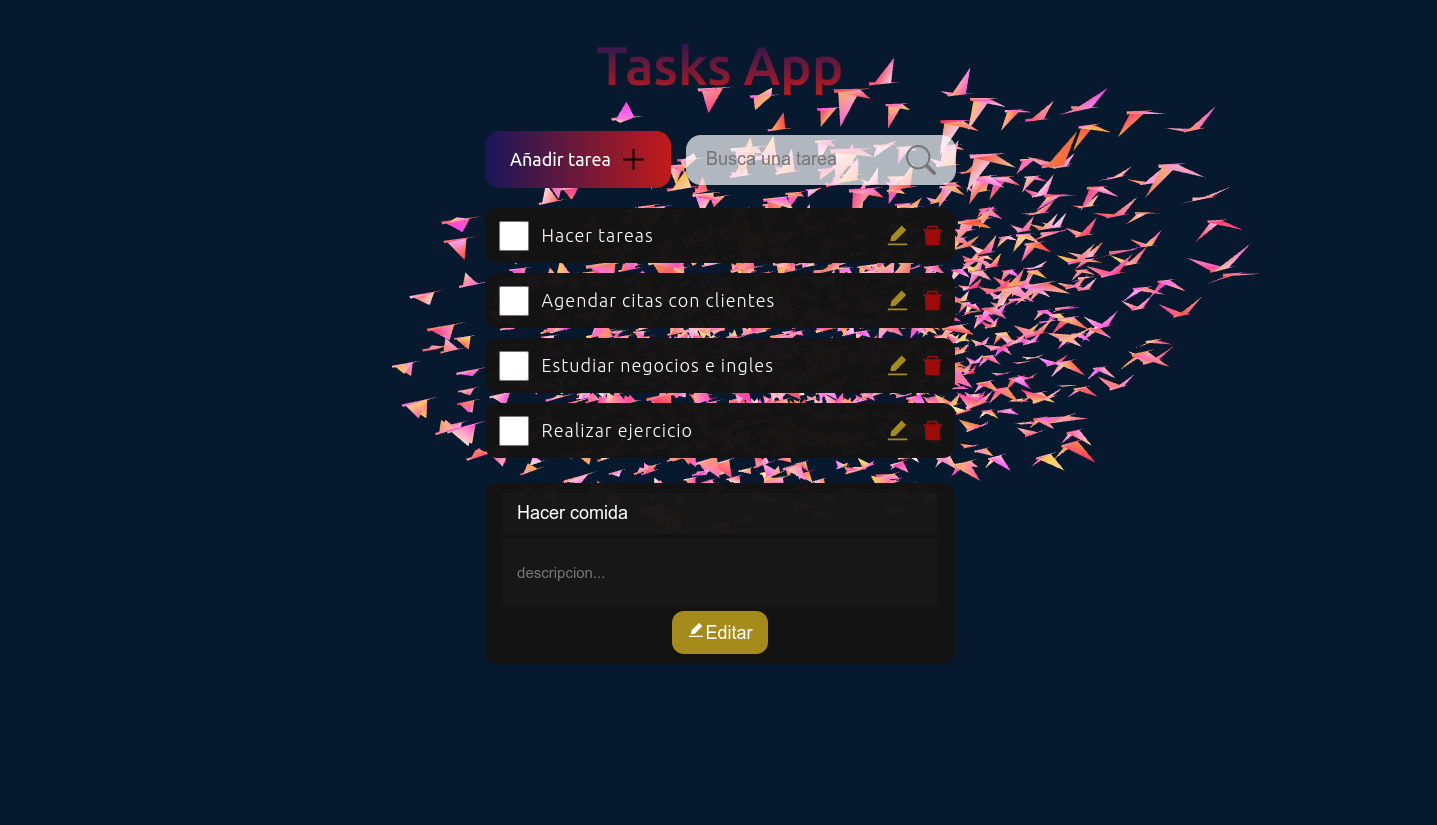 Tasks App
Añadir tarea
Busca una tarea
Hacer tareas
Agendar citas con clientes
Estudiar negocios e ingles
Realizar ejercicio
Hacer comida
descripcion...
Editar